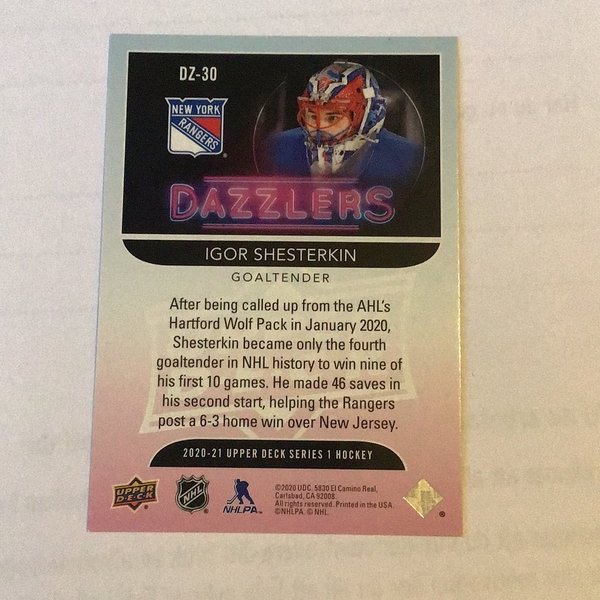 DZ-30
NEW YORK
RANGERS
DAZZLERS
IGOR SHESTERKIN
GOALTENDER
After being called up from the AHL's
Hartford Wolf Pack in January 2020,
Shesterkin became only the fourth
goaltender in NHL history to win nine of
his first 10 games. He made 46 saves in
his second start, helping the Rangers
post a 6-3 home win over New Jersey.
2020-21 UPPER DECK SERIES 1 HOCKEY
UPPER
DECK
NHL
NHLPA
©2020 UDC. 5830 El Camino Real,
Carlsbad, CA 92008.
All rights reserved. Printed in the USA.
©NHLPA. © NHL.
®